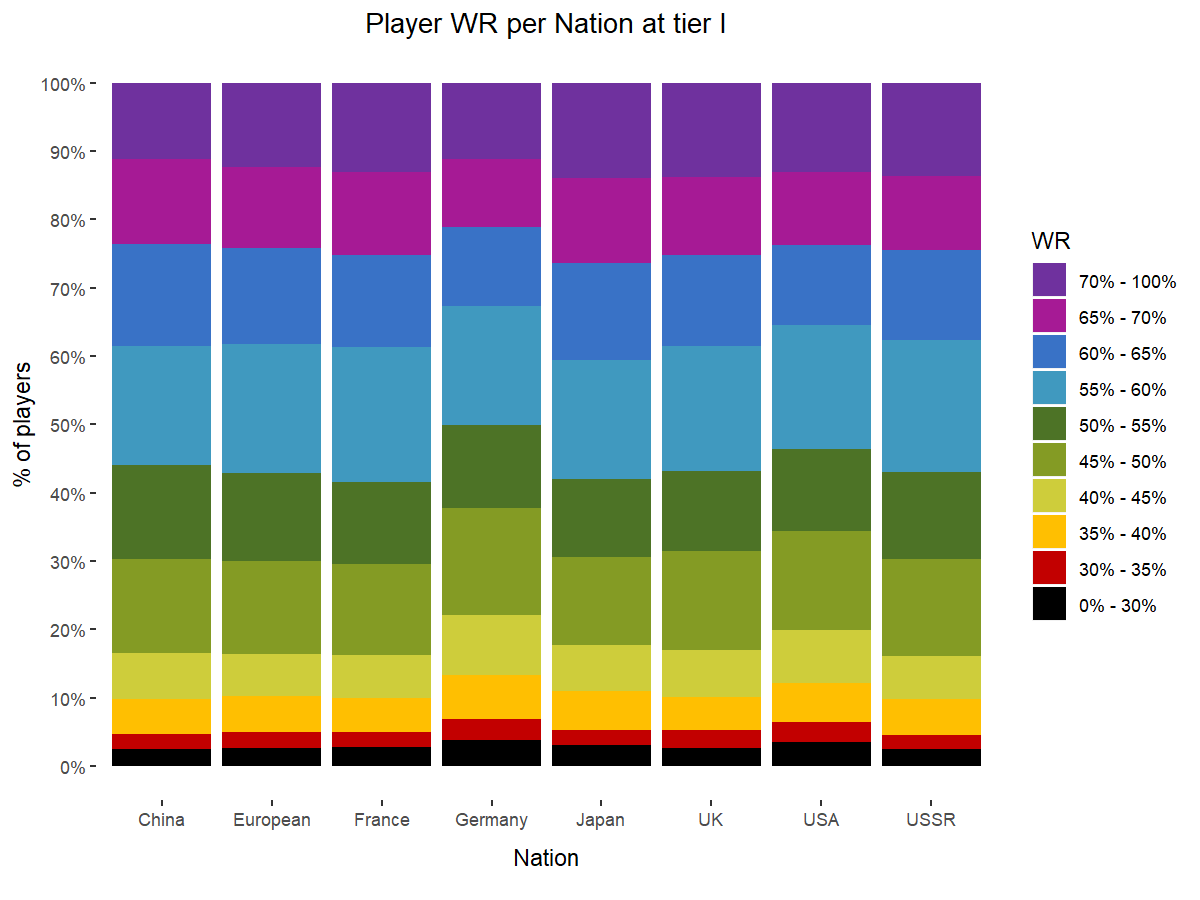 Player WR per Nation at tier I
100%
90%
80%
70%
60%
50%
40%
30%
20%
10%
0%
% of players
China European France Germany Japan UK USA USSR
Nation
WR
70% - 100%
65% - 70%
60% - 65%
55% - 60%
50% - 55%
45% - 50%
40% - 45%
35% - 40%
30% - 35%
0% - 30%